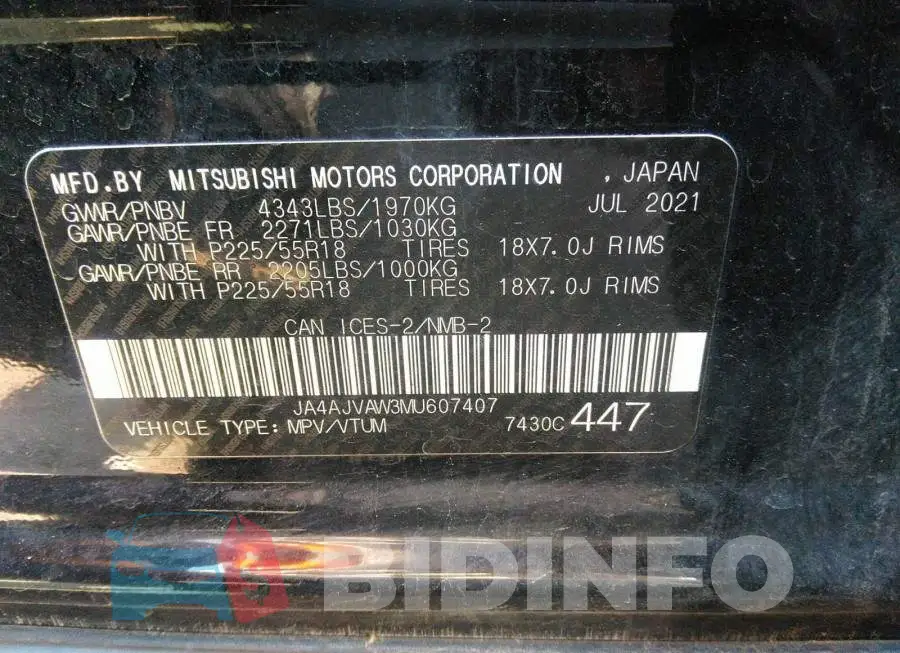 MFD.BY MITSUBISHI MOTORS CORPORATION , JAPAN
GVWR/PNBV 4343LBS/1970KG JUL 2021
GAWR/PNBE FR 2271LBS/1030KG
WITH P225/55R18 TIRES 18X7.0J RIMS
GAWR/PNBE RR 2205LBS/1000KG
WITH P225/55R18 TIRES 18X7.0J RIMS
CAN ICES-2/NMB-2
JA4AJVAW3MU607407
VEHICLE TYPE: MPV/VTUM 7430C 447
BIDINFO